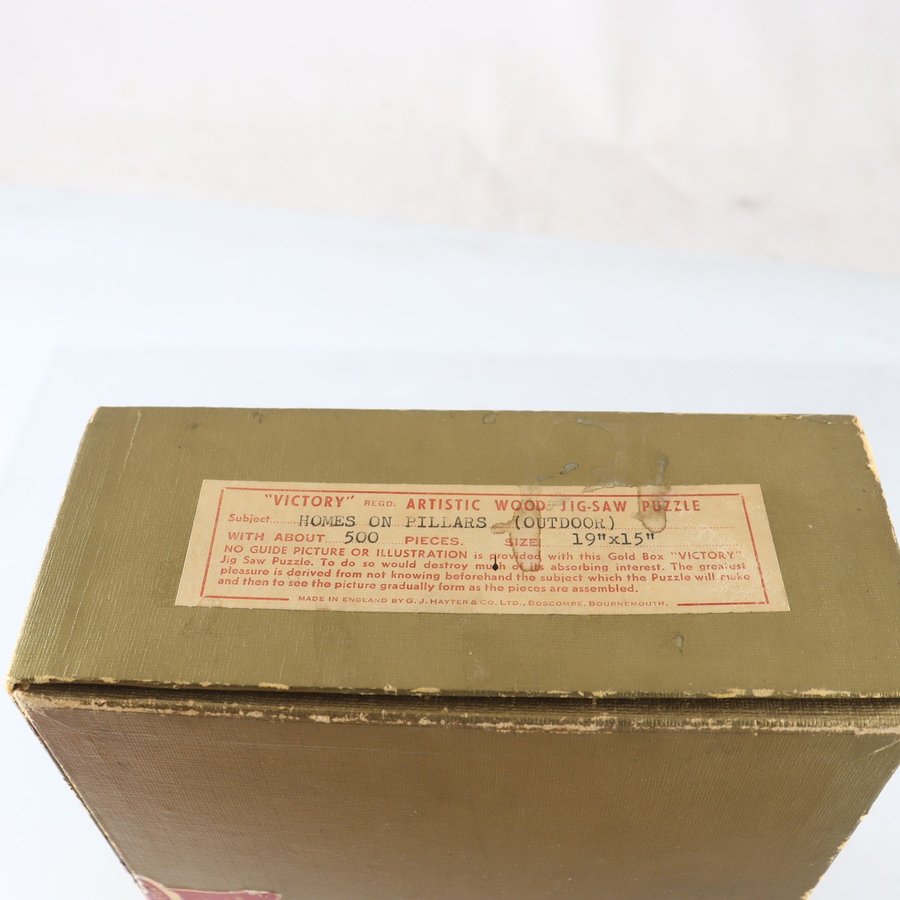 "VICTORY" REGD. ARTISTIC WOOD JIG-SAW PUZZLE
Subject HOMES ON PILLARS (OUTDOOR)
WITH ABOUT 500 PIECES. SIZE 19"x15"
NO GUIDE PICTURE OR ILLUSTRATION is provided with this Gold Box "VICTORY"
Jig Saw Puzzle. To do so would destroy much of its absorbing interest. The greatest
pleasure is derived from not knowing beforehand the subject which the Puzzle will make
and then to see the picture gradually form as the pieces are assembled.
MADE IN ENGLAND BY G. J. HAYTER & CO. LTD., BOSCOMBE, BOURNEMOUTH.